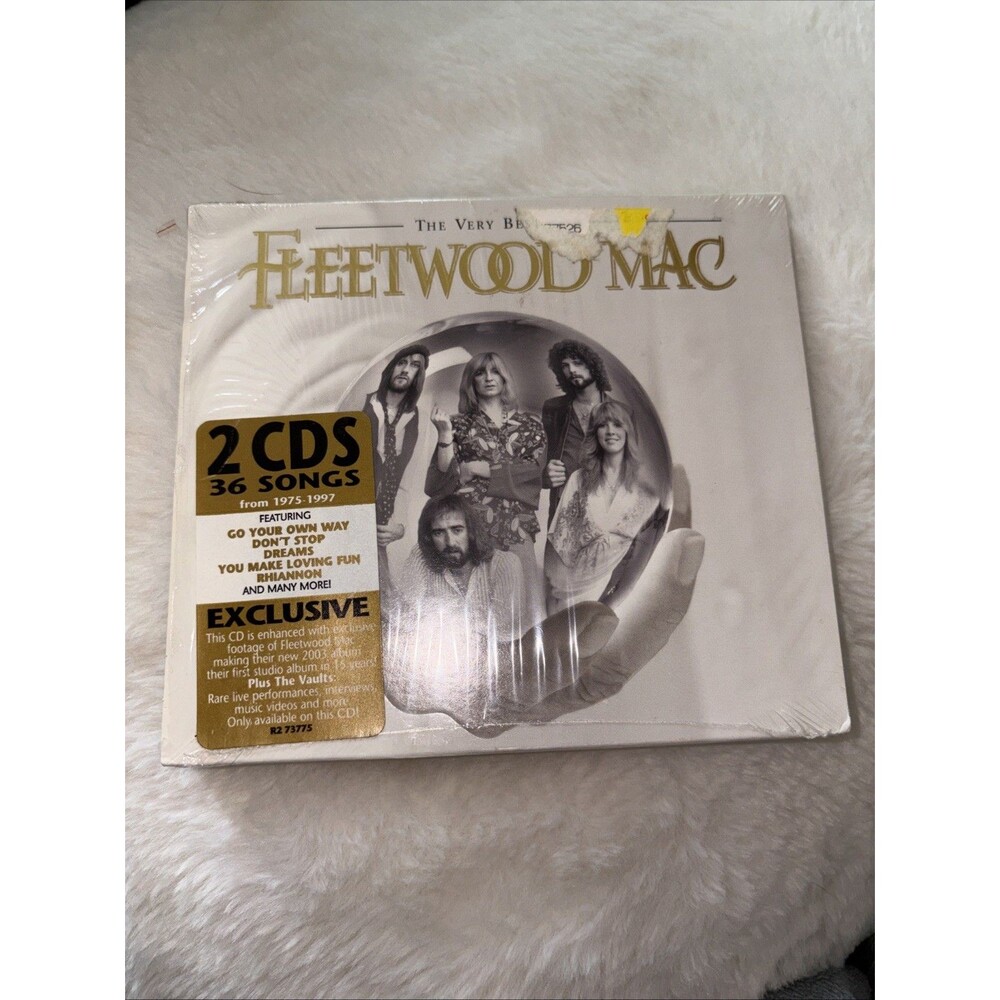 THE VERY BE
77525
FLEETWOOD MAC
2 CDS
36 SONGS
from 1975-1997
FEATURING
GO YOUR OWN WAY
DON'T STOP
DREAMS
YOU MAKE LOVING FUN
RHIANNON
AND MANY MORE!
EXCLUSIVE
This CD is enhanced with exclusive
footage of Fleetwood Mac
making their new 2003 album
their first studio album in 15 years!
Plus The Vaults:
Rare live performances, interviews,
music videos and more
Only available on this CD!
R2 73775